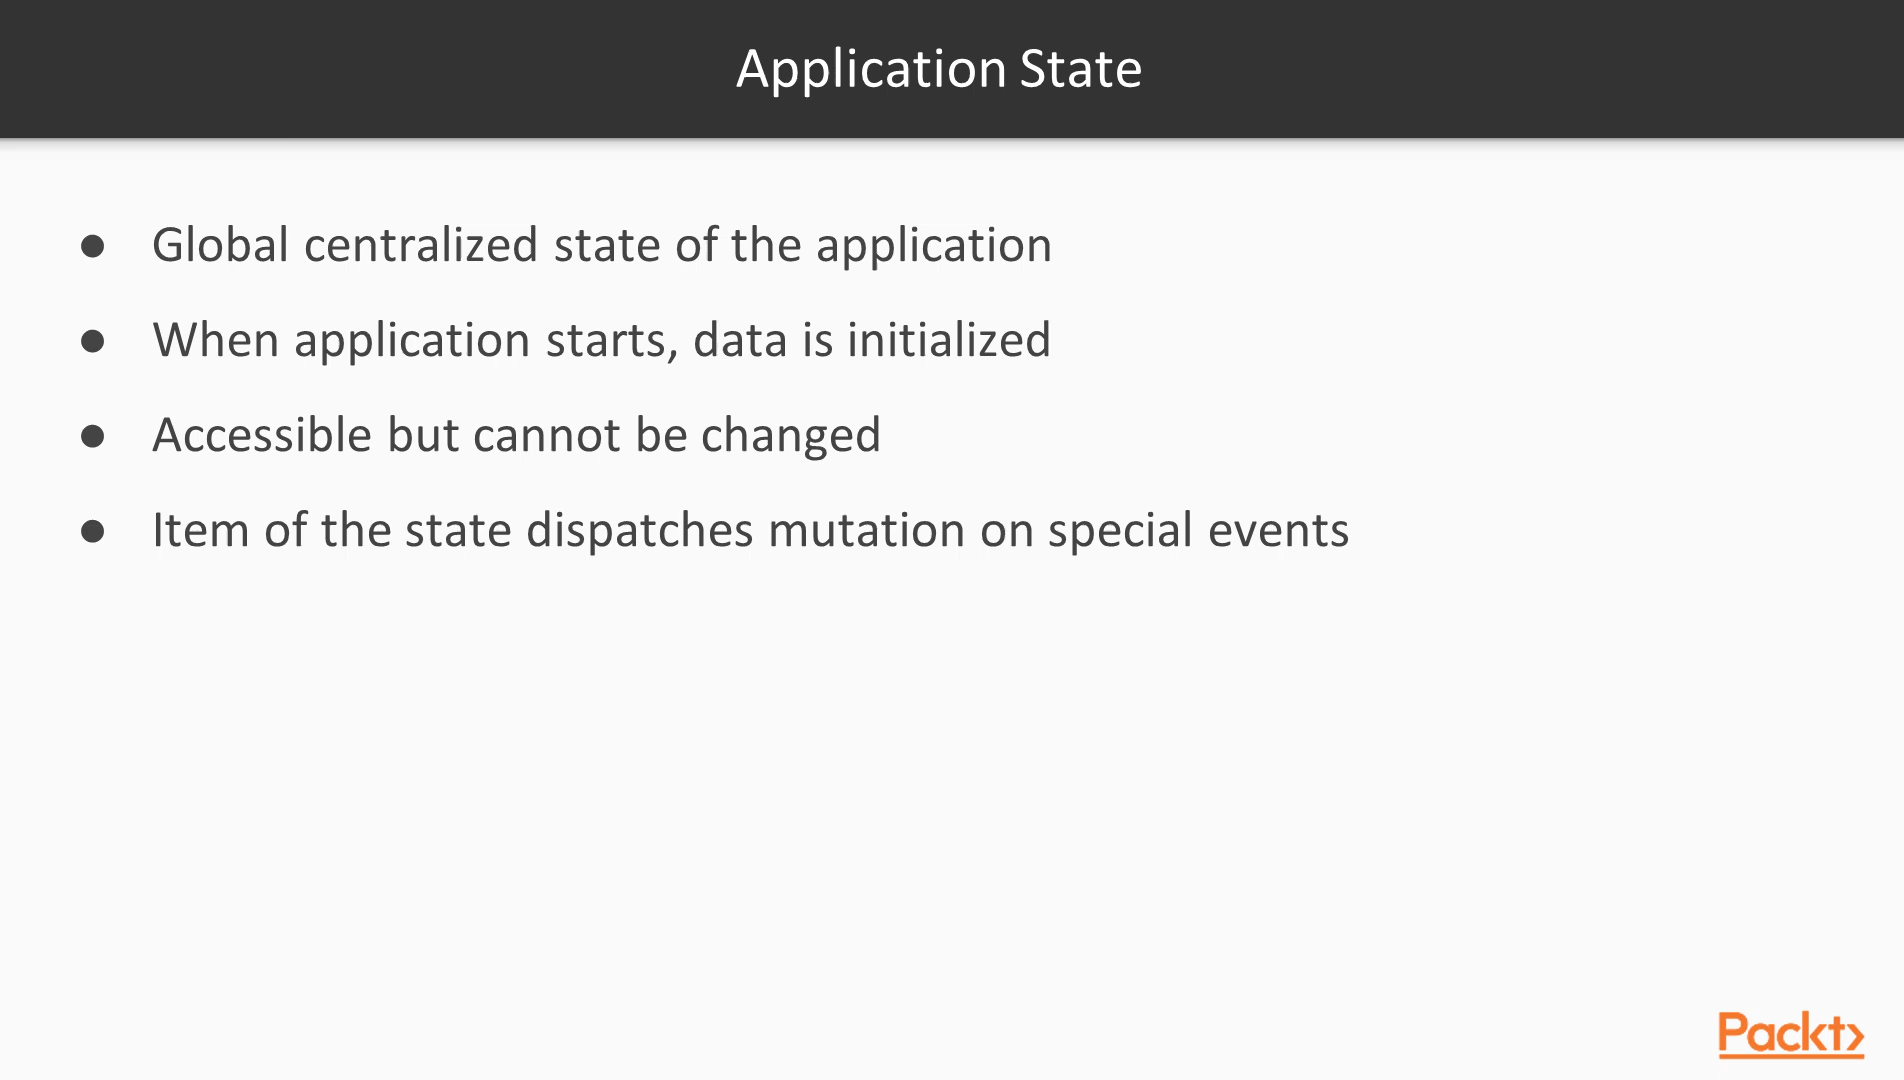 Application State
● Global centralized state of the application
● When application starts, data is initialized
● Accessible but cannot be changed
● Item of the state dispatches mutation on special events
Packt>